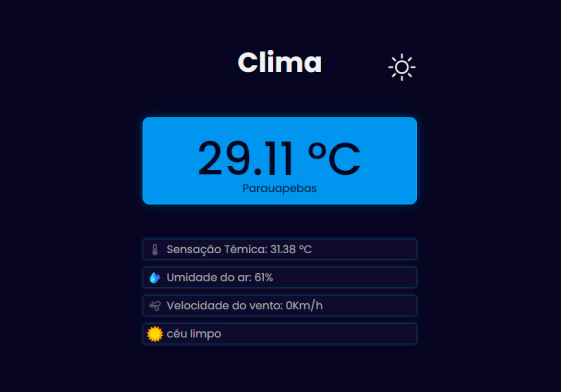 Clima
29.11 °C
Parauapebas
Sensação Témica: 31.38 °C
Umidade do ar: 61%
Velocidade do vento: 0Km/h
céu limpo